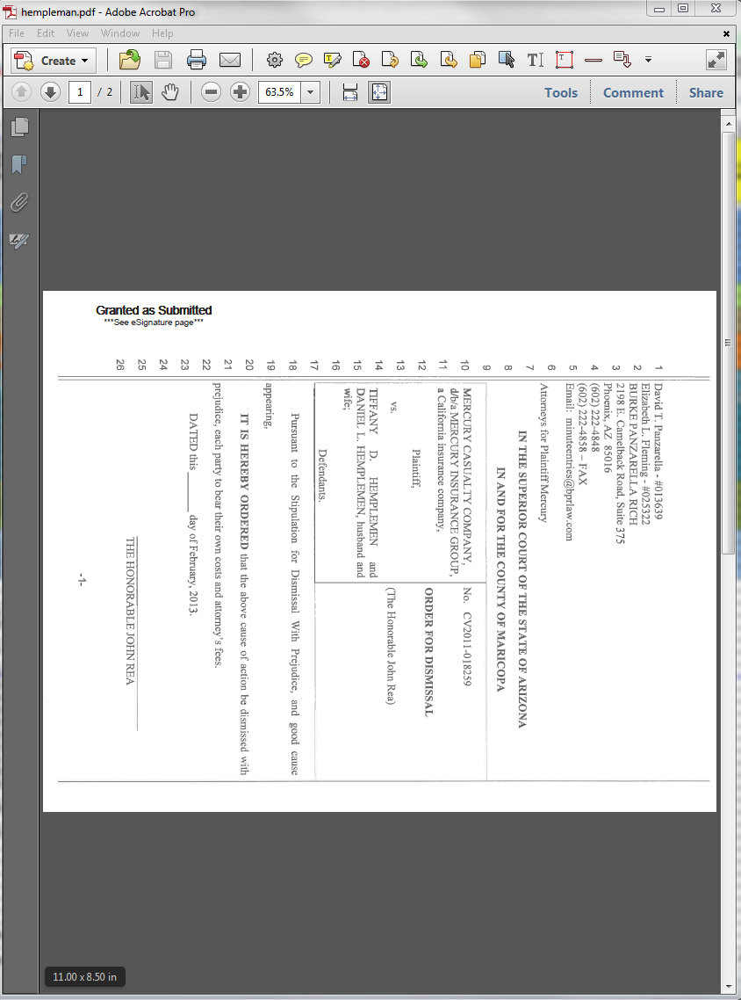 hempleman.pdf - Adobe Acrobat Pro
File Edit View Window Help
Create
1 / 2
63.5%
Tools Comment Share
Granted as Submitted
***See eSignature page***
1 David T. Panzarella - #013639
Elizabeth L. Fleming - #025322
2 BURKE PANZARELLA RICH
2198 E. Camelback Road, Suite 375
3 Phoenix, AZ 85016
4 (602) 222-4848
(602) 222-4858 – FAX
5 Email: minuteentries@bprlaw.com
6 Attorneys for Plaintiff Mercury
7 IN THE SUPERIOR COURT OF THE STATE OF ARIZONA
8 IN AND FOR THE COUNTY OF MARICOPA
9
10 MERCURY CASUALTY COMPANY, No. CV2011-018259
d/b/a MERCURY INSURANCE GROUP,
11 a California insurance company,
12 Plaintiff, ORDER FOR DISMISSAL
13 vs. (The Honorable John Rea)
14 TIFFANY D. HEMPLEMEN and
15 DANIEL L. HEMPLEMEN, husband and
wife;
16
17 Defendants.
18 Pursuant to the Stipulation for Dismissal With Prejudice, and good cause
19 appearing,
20 IT IS HEREBY ORDERED that the above cause of action be dismissed with
21 prejudice, each party to bear their own costs and attorney's fees.
22
23 DATED this ______ day of February, 2013.
24
25
26 THE HONORABLE JOHN REA
-1-
11.00 x 8.50 in